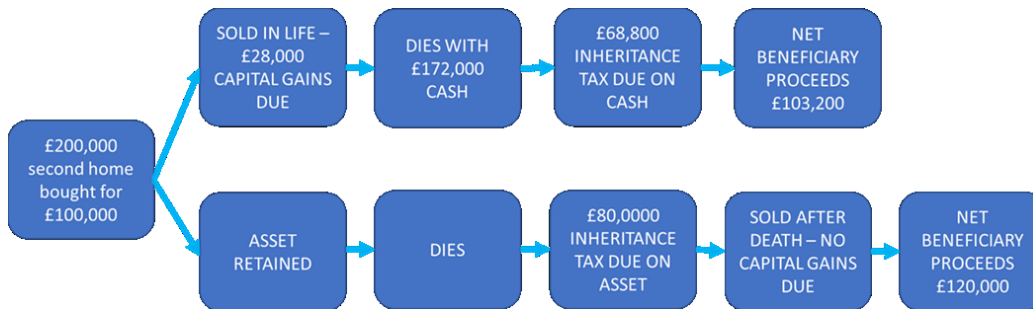 £200,000
second home
bought for
£100,000
SOLD IN LIFE –
£28,000
CAPITAL GAINS
DUE
DIES WITH
£172,000
CASH
£68,800
INHERITANCE
TAX DUE ON
CASH
NET
BENEFICIARY
PROCEEDS
£103,200
ASSET
RETAINED
DIES
£80,0000
INHERITANCE
TAX DUE ON
ASSET
SOLD AFTER
DEATH – NO
CAPITAL GAINS
DUE
NET
BENEFICIARY
PROCEEDS
£120,000